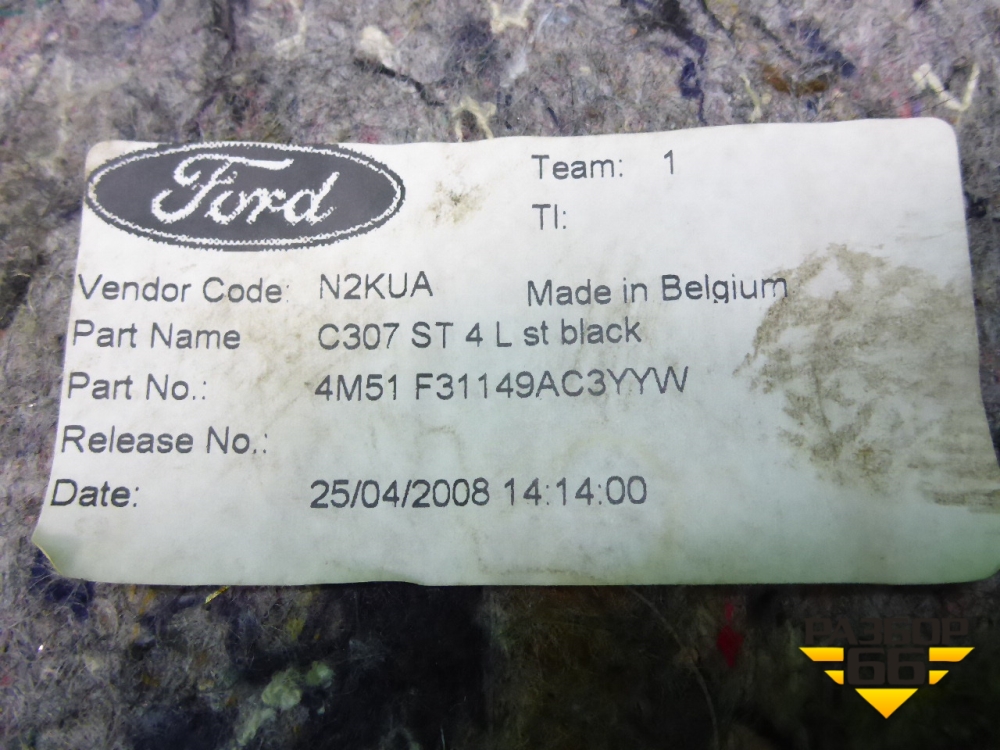 Ford
Team: 1
TI:
Vendor Code: N2KUA Made in Belgium
Part Name C307 ST 4 L st black
Part No.: 4M51 F31149AC3YYW
Release No.:
Date: 25/04/2008 14:14:00
РАЗБОР
66